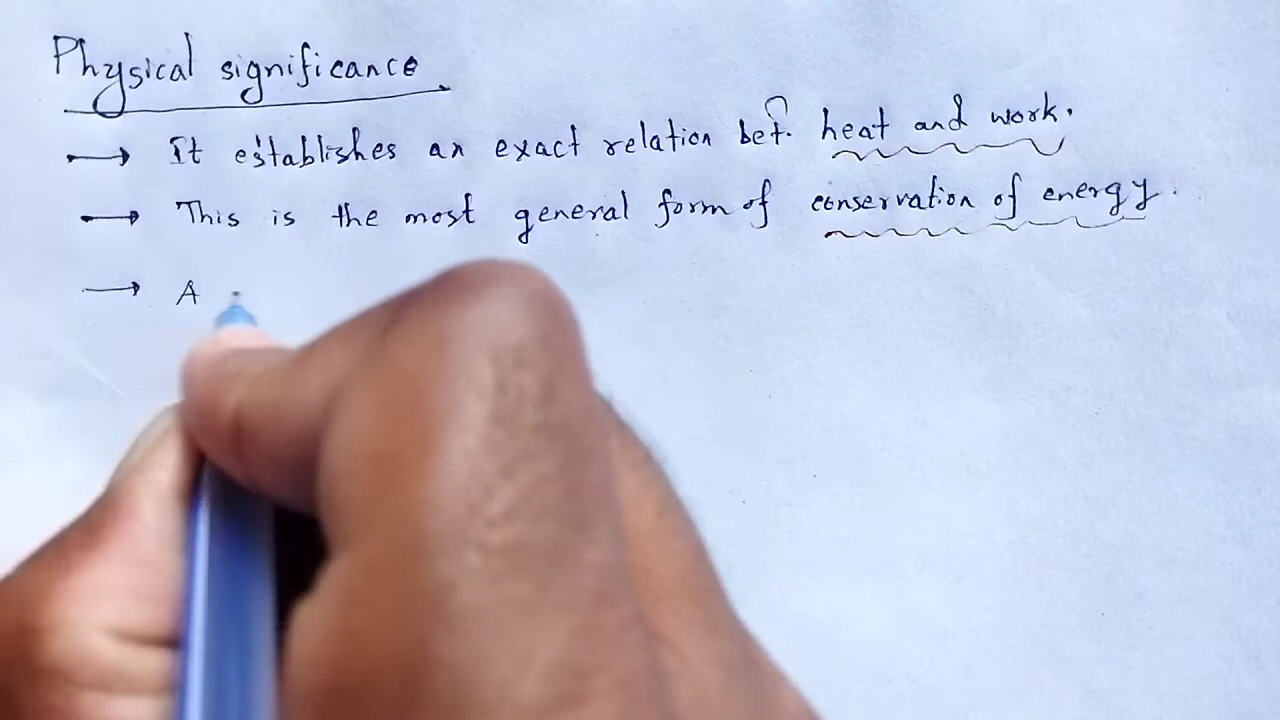 Physical significance
→ It establishes an exact relation bet. heat and work.
→ This is the most general form of conservation of energy.
→ A